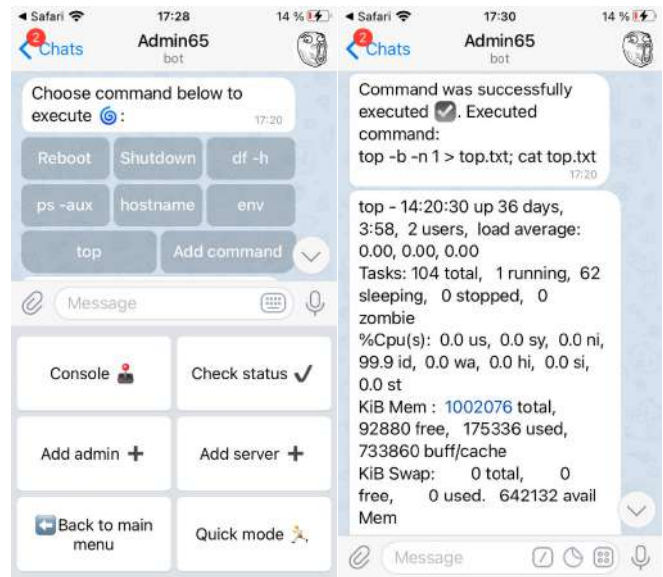 Safari
17:28
14 %
2
Chats
Admin65
bot
Choose command below to
execute 🌀:
17:20
Reboot
Shutdown
df -h
ps -aux
hostname
env
top
Add command
Message
Console 🕹️
Check status ✔️
Add admin ➕
Add server ➕
⬅️Back to main
menu
Quick mode 🏃
Safari
17:30
14 %
2
Chats
Admin65
bot
Command was successfully
executed ☑️. Executed
command:
top -b -n 1 > top.txt; cat top.txt
17:20
top - 14:20:30 up 36 days,
3:58, 2 users, load average:
0.00, 0.00, 0.00
Tasks: 104 total, 1 running, 62
sleeping, 0 stopped, 0
zombie
%Cpu(s): 0.0 us, 0.0 sy, 0.0 ni,
99.9 id, 0.0 wa, 0.0 hi, 0.0 si,
0.0 st
KiB Mem : 1002076 total,
92880 free, 175336 used,
733860 buff/cache
KiB Swap: 0 total, 0
free, 0 used. 642132 avail
Mem
Message